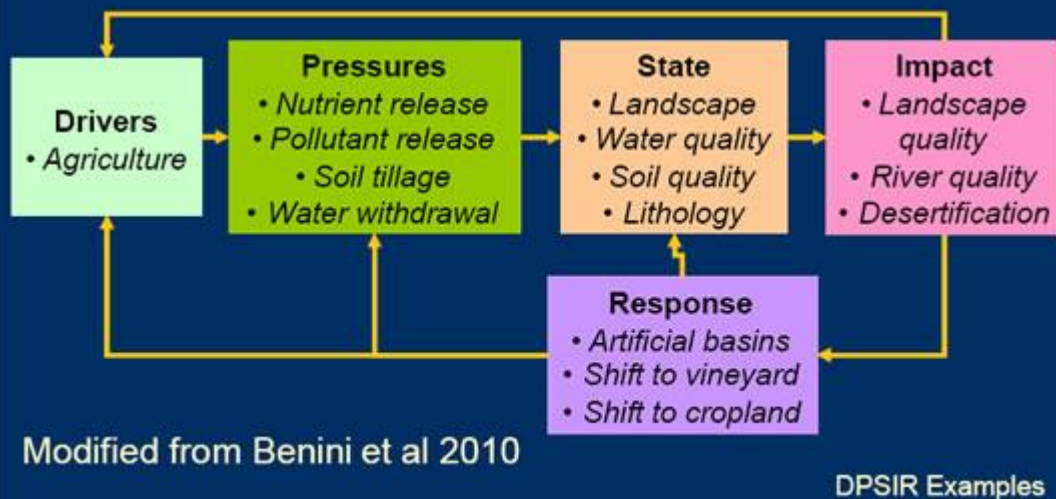 Drivers
• Agriculture
Pressures
• Nutrient release
• Pollutant release
• Soil tillage
• Water withdrawal
State
• Landscape
• Water quality
• Soil quality
• Lithology
Impact
• Landscape
quality
• River quality
• Desertification
Response
• Artificial basins
• Shift to vineyard
• Shift to cropland
Modified from Benini et al 2010
DPSIR Examples